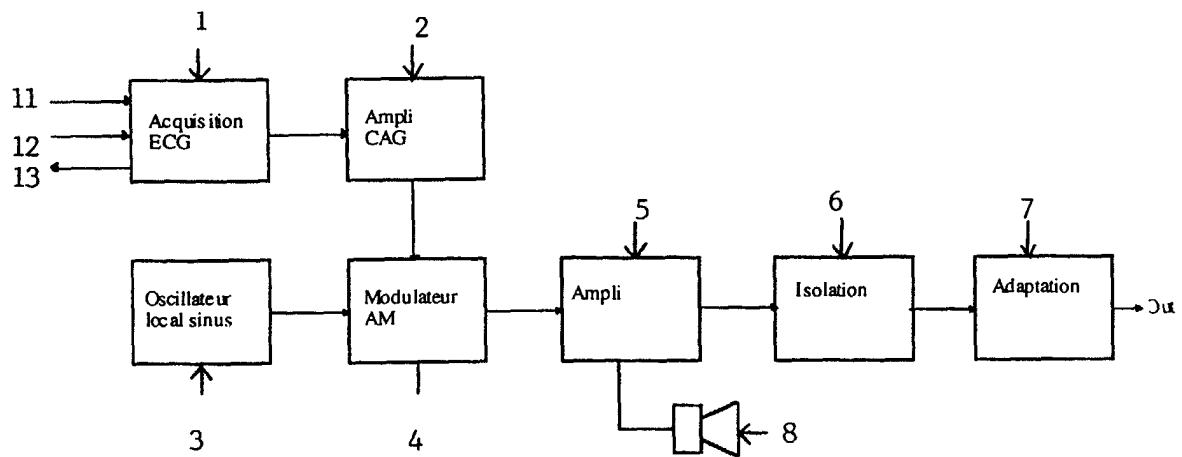 1
2
11
12
13
Acquisition
ECG
Ampli
CAG
5
6
7
Oscillateur
local sinus
Modulateur
AM
Ampli
Isolation
Adaptation
Out
3
4
8